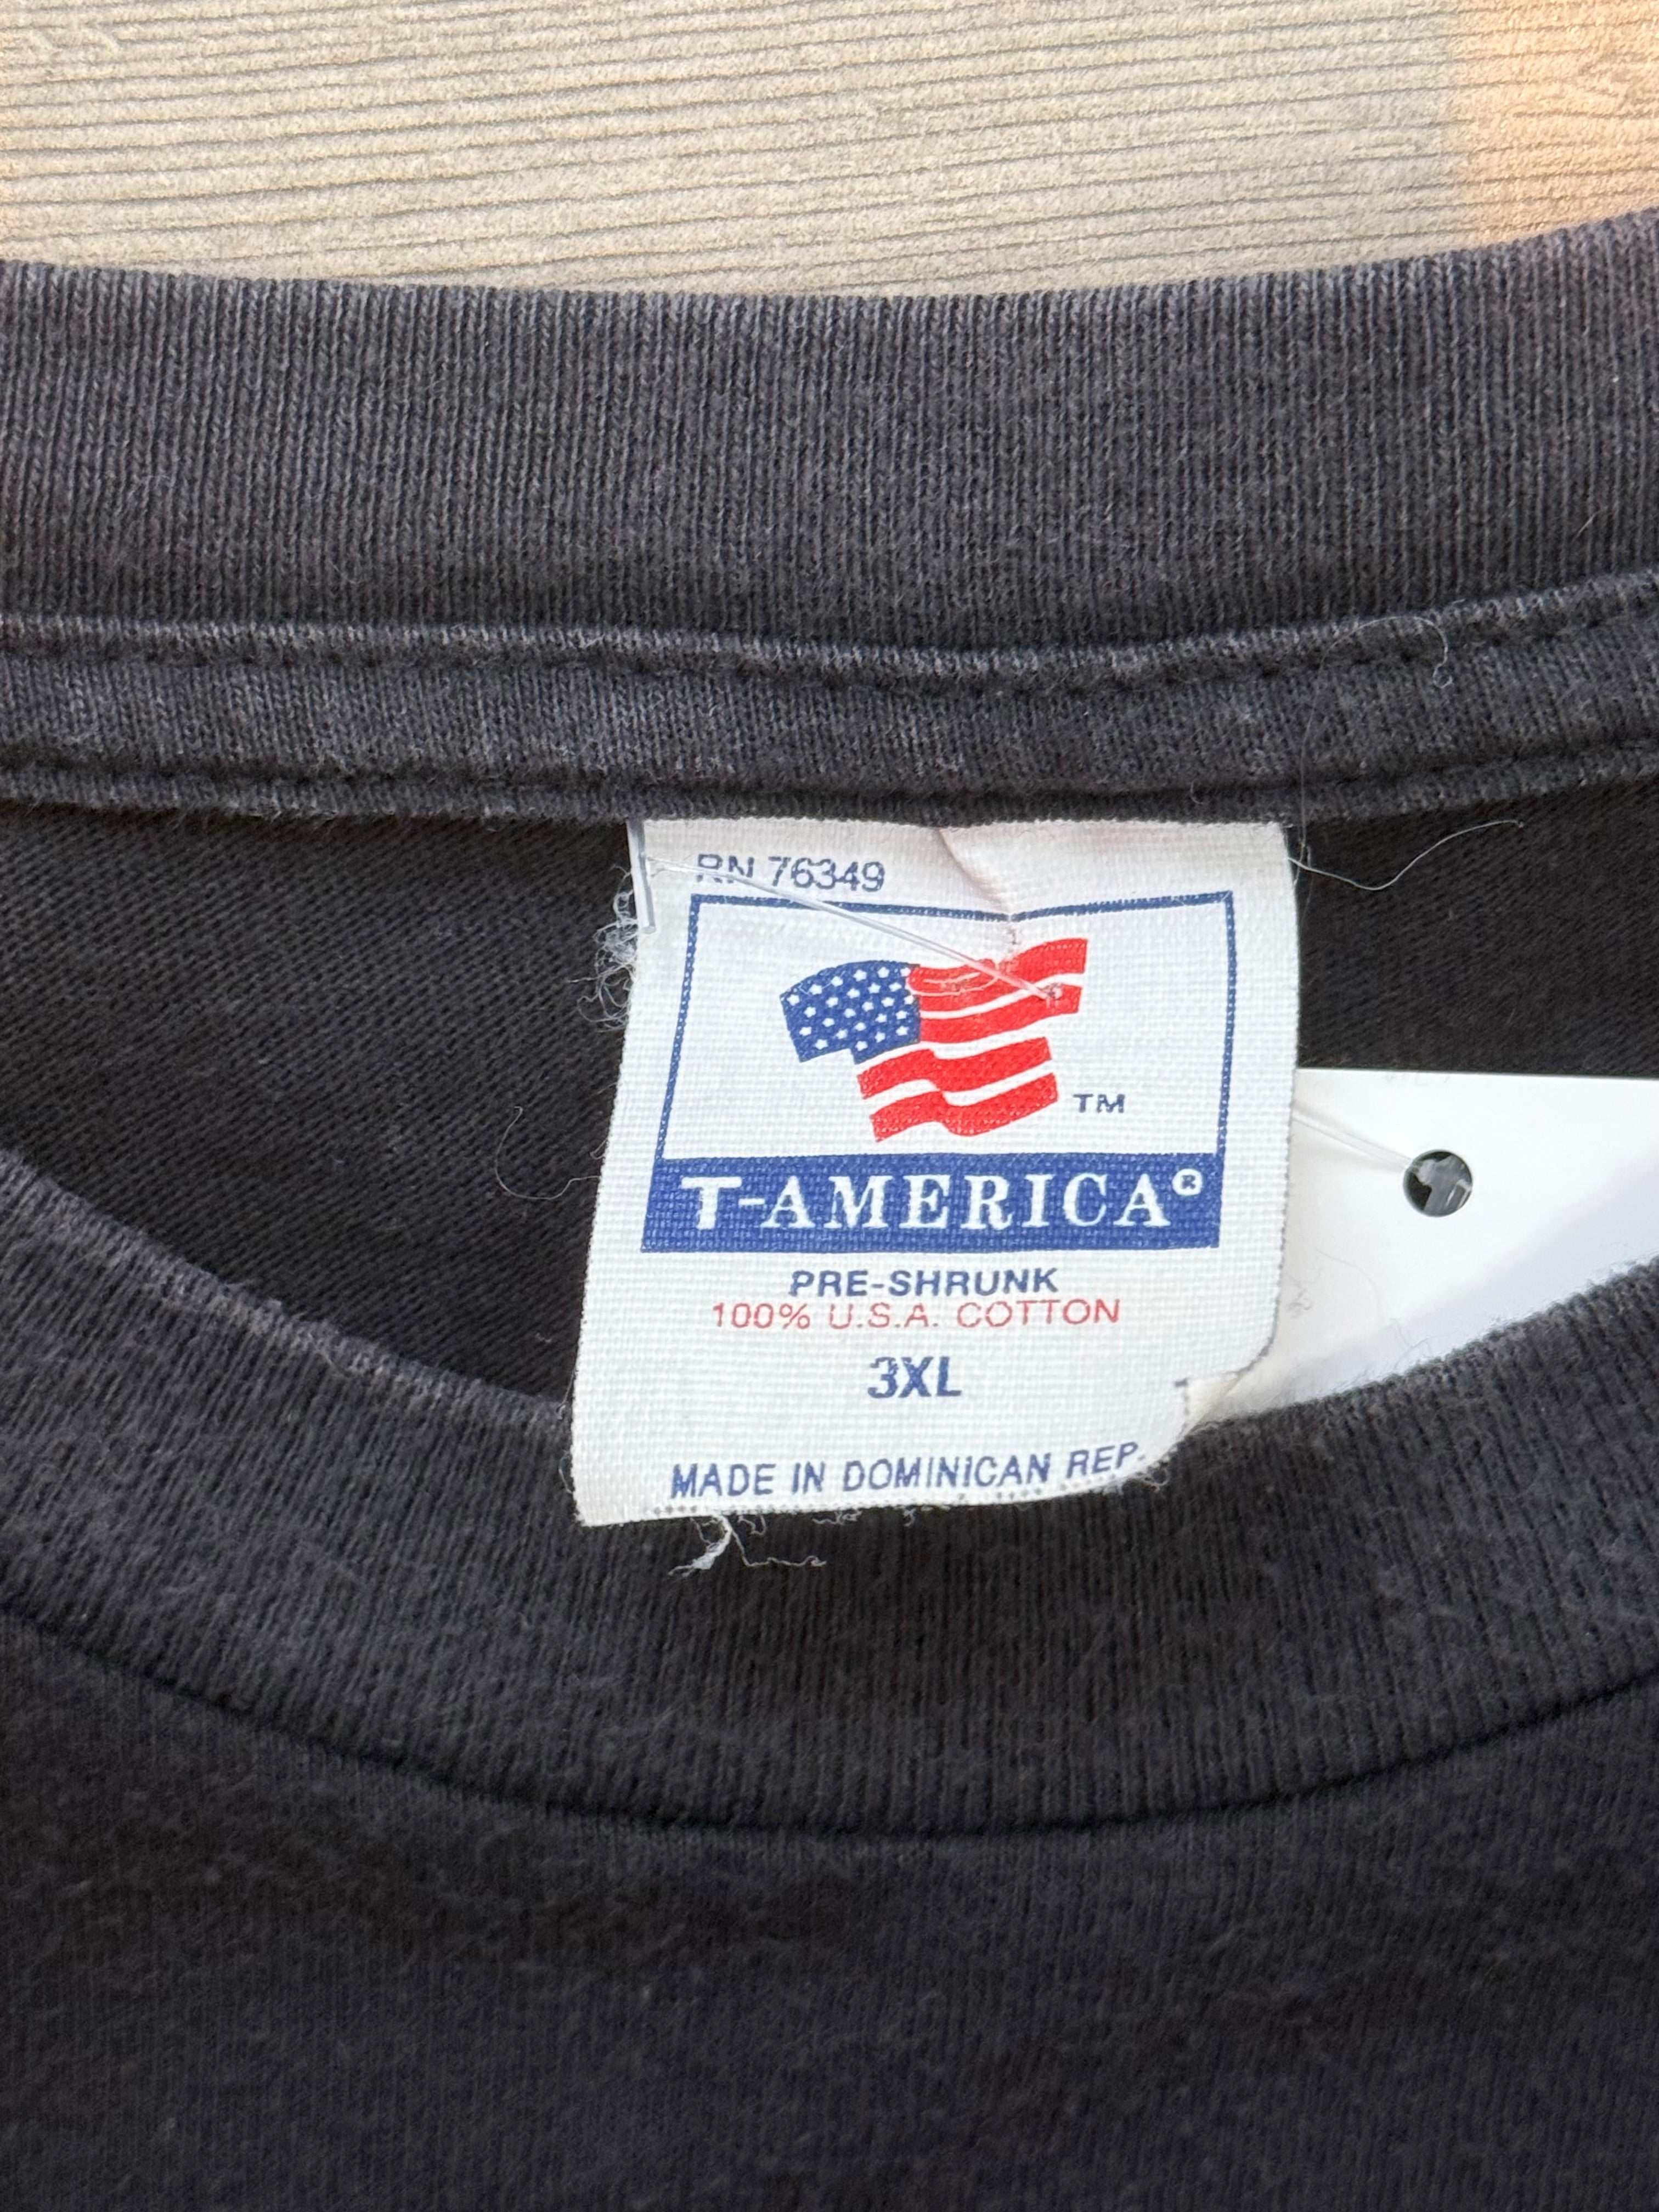 RN 76349
TM
T-AMERICA®
PRE-SHRUNK
100% U.S.A. COTTON
3XL
MADE IN DOMINICAN REP.